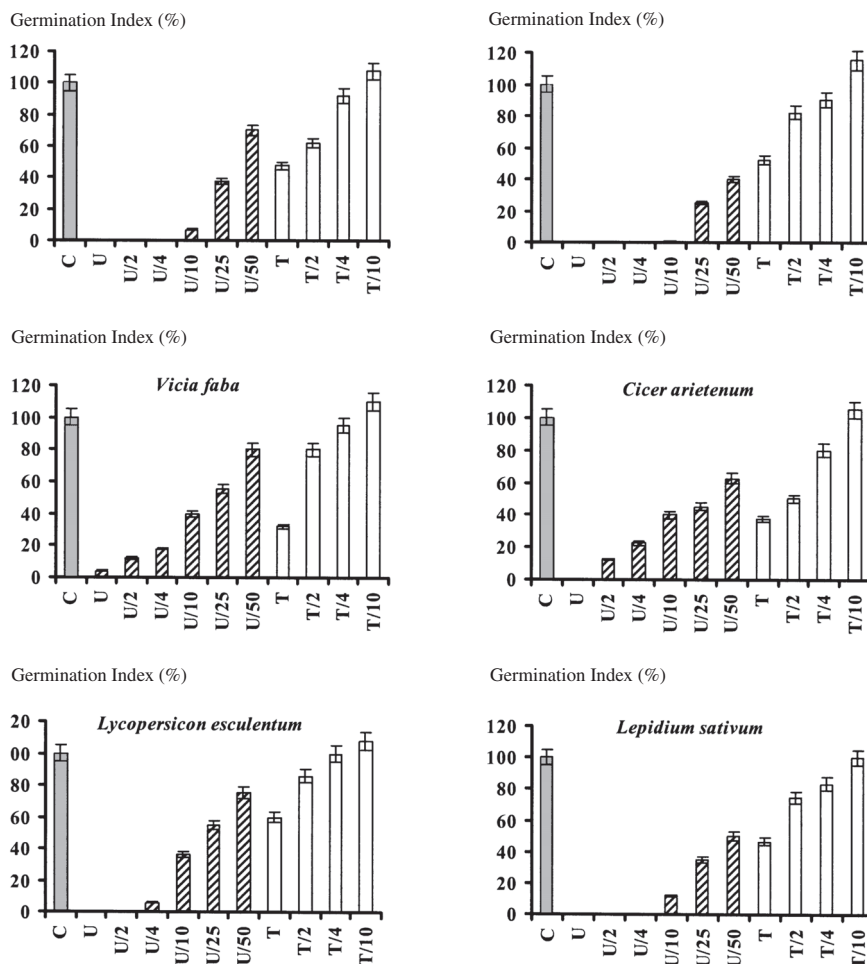 Germination Index (%)
120
100
80
60
40
20
0
C U U/2 U/4 U/10 U/25 U/50 T T/2 T/4 T/10
Germination Index (%)
120
100
80
60
40
20
0
C U U/2 U/4 U/10 U/25 U/50 T T/2 T/4 T/10
Germination Index (%)
Vicia faba
120
100
80
60
40
20
0
C U U/2 U/4 U/10 U/25 U/50 T T/2 T/4 T/10
Germination Index (%)
Cicer arietenum
120
100
80
60
40
20
0
C U U/2 U/4 U/10 U/25 U/50 T T/2 T/4 T/10
Germination Index (%)
Lycopersicon esculentum
20
00
80
60
40
20
0
C U U/2 U/4 U/10 U/25 U/50 T T/2 T/4 T/10
Germination Index (%)
Lepidium sativum
120
100
80
60
40
20
0
C U U/2 U/4 U/10 U/25 U/50 T T/2 T/4 T/10